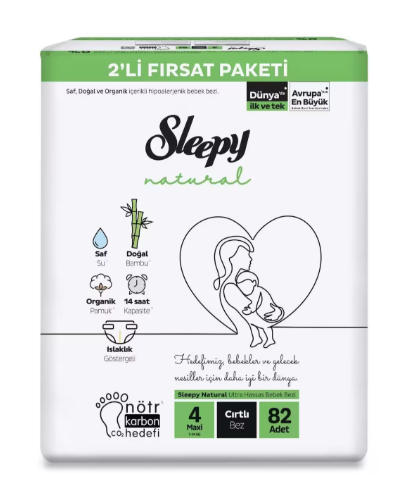 2'Lİ FIRSAT PAKETİ
Saf, Doğal ve Organik içerikli hipoalerjenik bebek bezi.
Dünya'da
ilk ve tek
Avrupa'nın
En Büyük
Sleepy
natural
Saf
Su
Doğal
Bambu
Organik
Pamuk
14 saat
Kapasite
Islaklık
Göstergeli
Hedefimiz, bebekler ve gelecek
nesiller için daha iyi bir dünya.
CO2
nötr
karbon
hedefi
Sleepy Natural Ultra Hassas Bebek Bezi
4
Maxi
Cırtlı
Bez
82
Adet